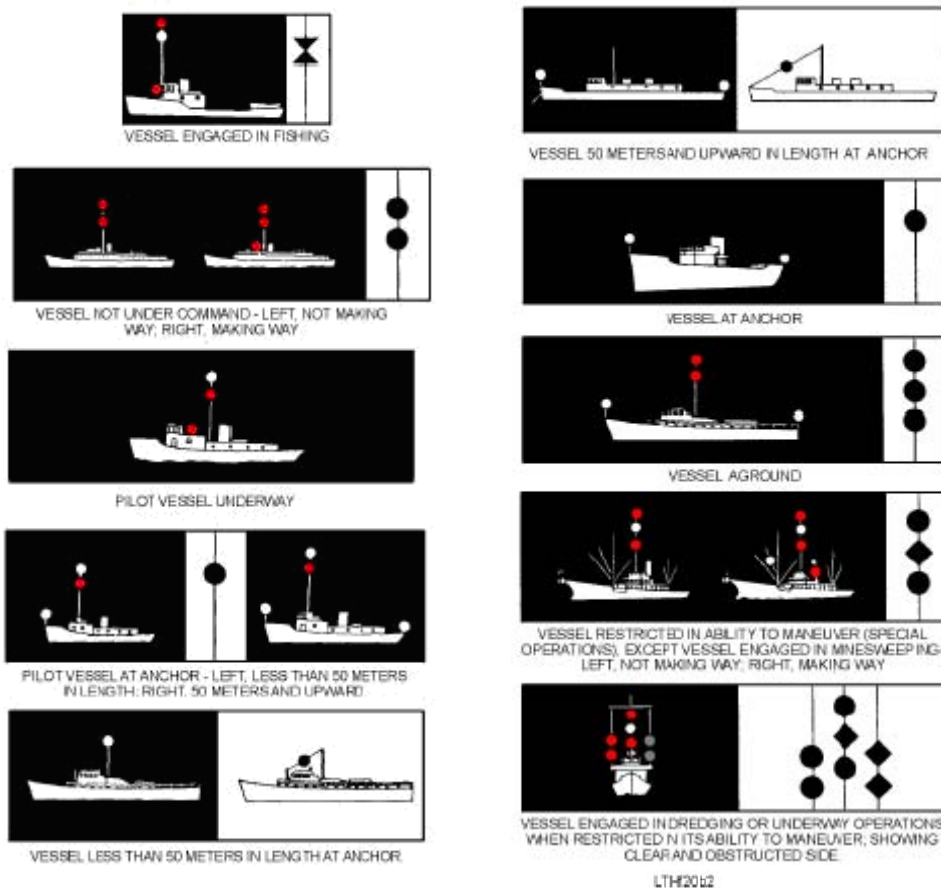 VESSEL ENGAGED IN FISHING
VESSEL NOT UNDER COMMAND - LEFT, NOT MAKING
WAY; RIGHT, MAKING WAY
PILOT VESSEL UNDERWAY
PILOT VESSEL AT ANCHOR - LEFT, LESS THAN 50 METERS
IN LENGTH; RIGHT. 50 METERS AND UPWARD
VESSEL LESS THAN 50 METERS IN LENGTH AT ANCHOR.
VESSEL 50 METERS AND UPWARD IN LENGTH AT ANCHOR
VESSEL AT ANCHOR
VESSEL AGROUND
VESSEL RESTRICTED IN ABILITY TO MANEUVER (SPECIAL
OPERATIONS), EXCEPT VESSEL ENGAGED IN MINESWEEPING-
LEFT, NOT MAKING WAY; RIGHT, MAKING WAY
VESSEL ENGAGED IN DREDGING OR UNDERWAY OPERATIONS
WHEN RESTRICTED IN ITS ABILITY TO MANEUVER; SHOWING
CLEAR AND OBSTRUCTED SIDE.
LTHf20b2